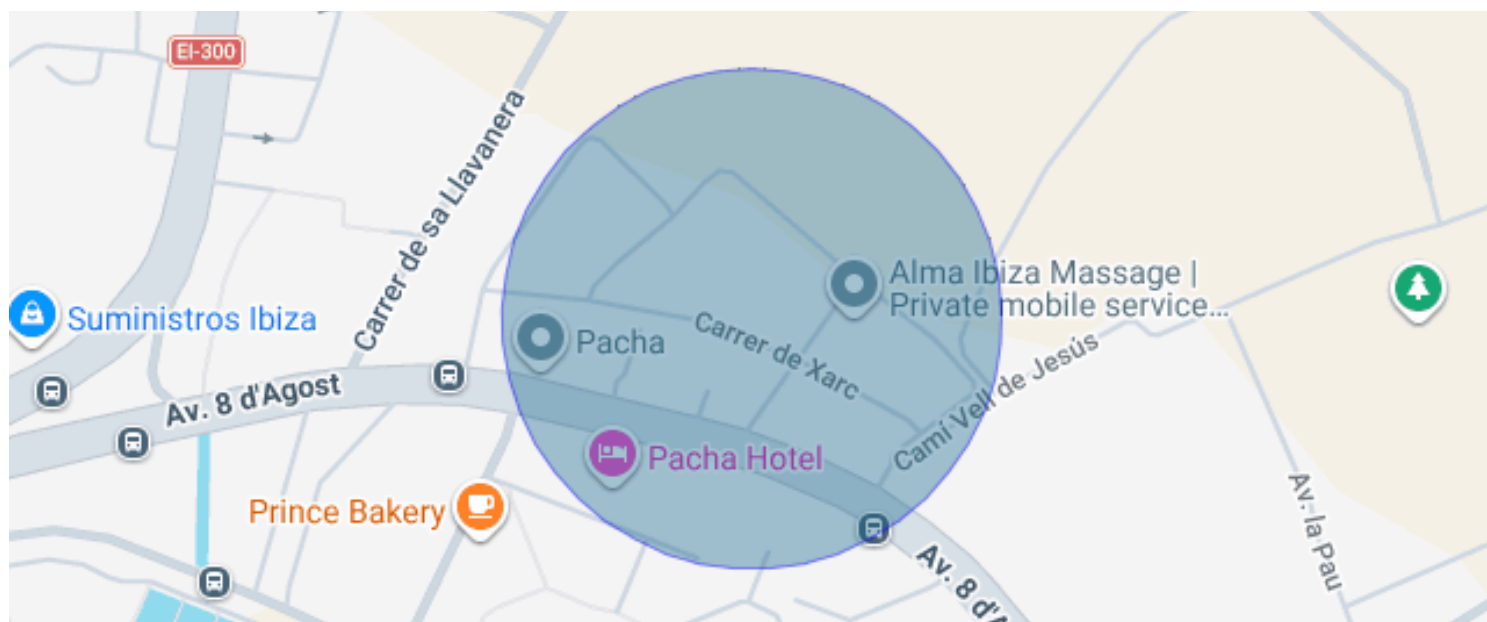 EI-300
Carrer de sa Llavanera
Alma Ibiza Massage |
Private mobile service...
Suministros Ibiza
Pacha
Carrer de Xarc
Camí Vell de Jesús
Av. 8 d'Agost
Pacha Hotel
Prince Bakery
Av. la Pau
Av. 8 d'A